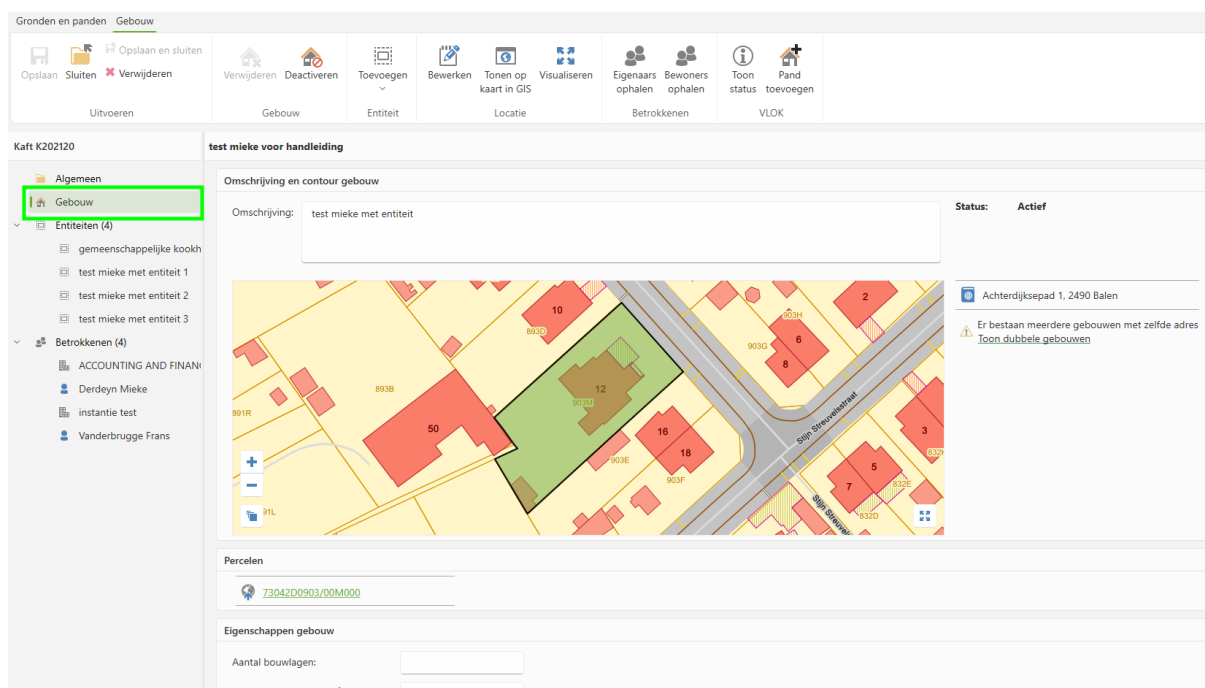 Gronden en panden Gebouw
Opslaan Sluiten Opslaan en sluiten Verwijderen
Verwijderen Deactiveren
Toevoegen
Bewerken Tonen op kaart in GIS Visualiseren
Eigenaars ophalen Bewoners ophalen
Toon status Pand toevoegen
Uitvoeren Gebouw Entiteit Locatie Betrokkenen VLOK
Kaft K202120
test mieke voor handleiding
Algemeen
Gebouw
Entiteiten (4)
gemeenschappelijke kookh
test mieke met entiteit 1
test mieke met entiteit 2
test mieke met entiteit 3
Betrokkenen (4)
ACCOUNTING AND FINAN
Derdeyn Mieke
instantie test
Vanderbrugge Frans
Omschrijving en contour gebouw
Omschrijving: test mieke met entiteit
Status: Actief
10
893D
2
903H
903G
6
8
893B
12
903M
891R
50
16
18
903E
903F
Stijn Streuvelsstraat
3
832H
5
7
832E
832D
Stijn Streuvels
91L
Achterdijksepad 1, 2490 Balen
Er bestaan meerdere gebouwen met zelfde adres
Toon dubbele gebouwen
Percelen
73042D0903/00M000
Eigenschappen gebouw
Aantal bouwlagen: